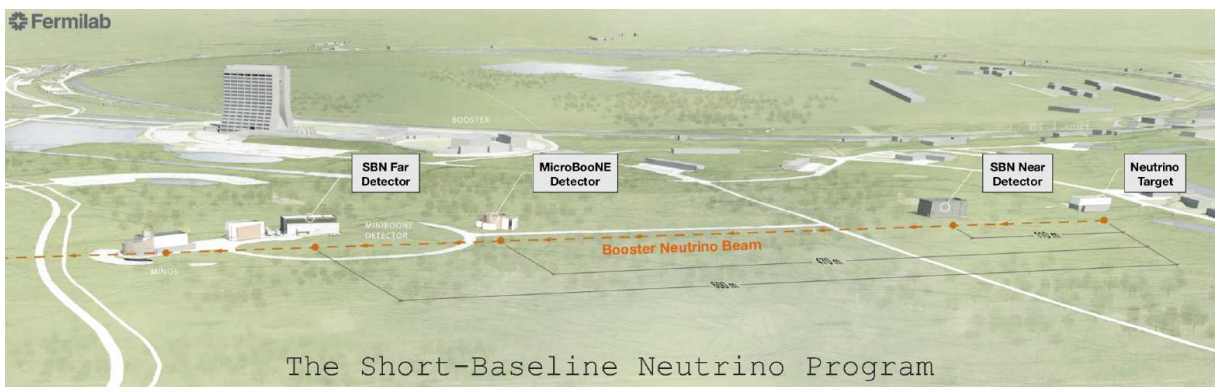 Fermilab
BOOSTER
SBN Far
Detector
MicroBooNE
Detector
SBN Near
Detector
Neutrino
Target
MINIBOONE
DETECTOR
Booster Neutrino Beam
110 m
470 m
600 m
MINOS
The Short-Baseline Neutrino Program